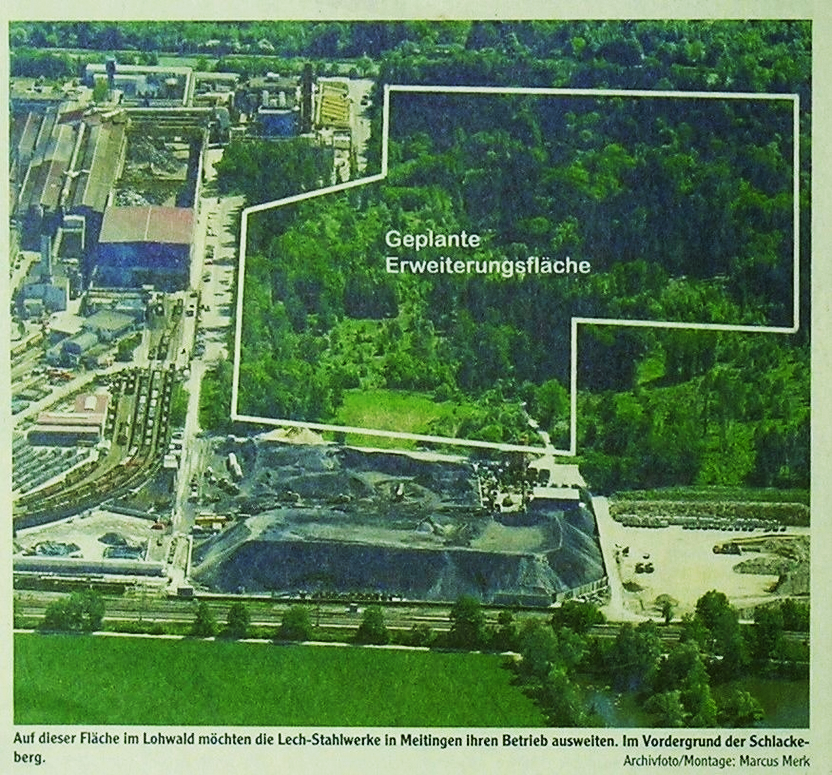 Geplante
Erweiterungsfläche
Auf dieser Fläche im Lohwald möchten die Lech-Stahlwerke in Meitingen ihren Betrieb ausweiten. Im Vordergrund der Schlacke-
berg.
Archivfoto/Montage: Marcus Merk